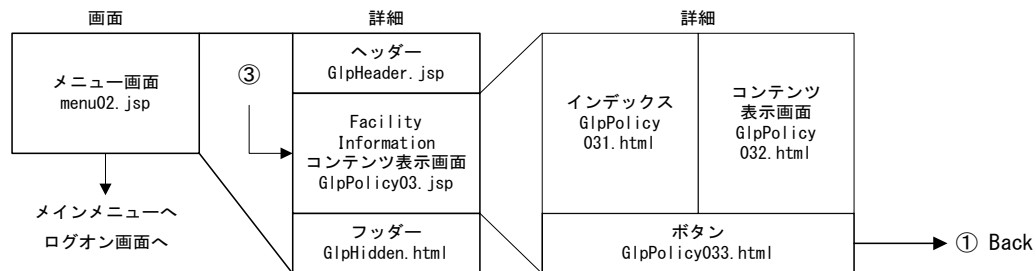 画面
詳細
詳細
メニュー画面
menu02.jsp
メインメニューへ
ログオン画面へ
③
ヘッダー
GlpHeader.jsp
Facility
Information
コンテンツ表示画面
GlpPolicy03.jsp
フッダー
GlpHidden.html
インデックス
GlpPolicy
031.html
コンテンツ
表示画面
GlpPolicy
032.html
ボタン
GlpPolicy033.html
① Back